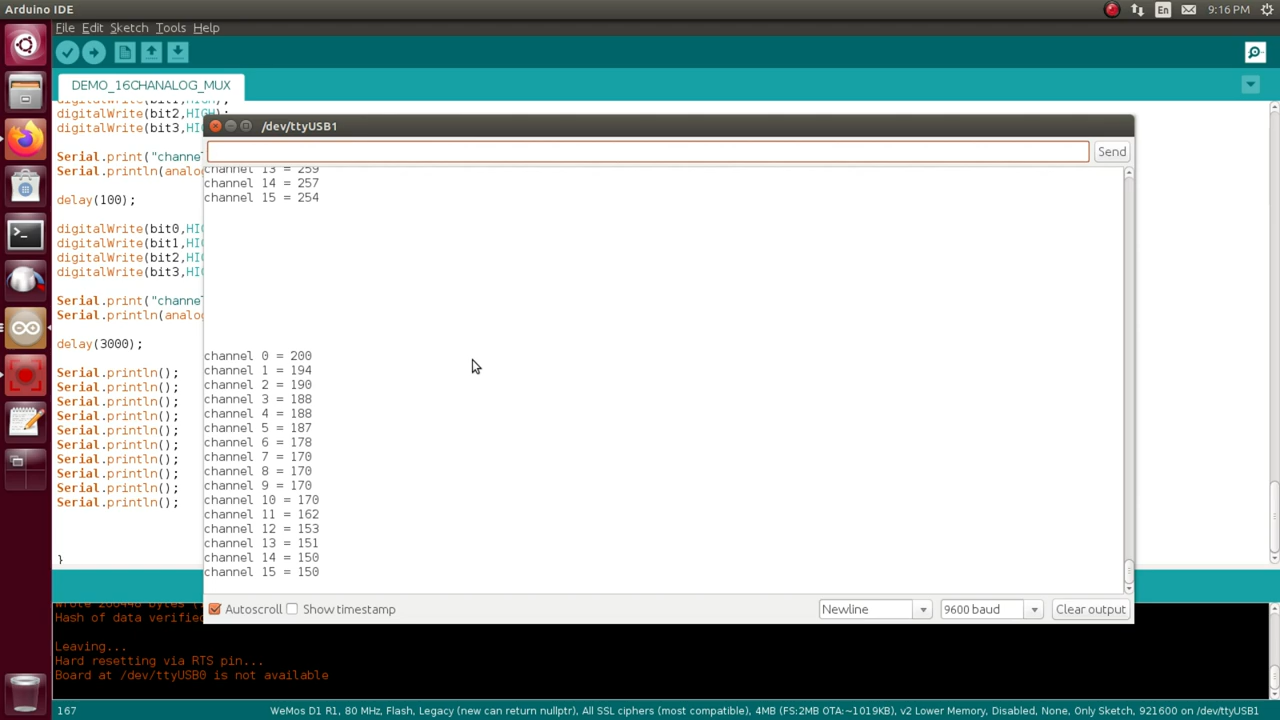 Arduino IDE
En
9:16 PM
File Edit Sketch Tools Help
DEMO_16CHANALOG_MUX
digitalWrite(bit1,HIGH);
digitalWrite(bit2,HIGH);
digitalWrite(bit3,HIG
Serial.print("channe
Serial.println(analo
delay(100);
digitalWrite(bit0,HI
digitalWrite(bit1,HI
digitalWrite(bit2,HI
digitalWrite(bit3,HI
Serial.print("channe
Serial.println(analo
delay(3000);
Serial.println();
Serial.println();
Serial.println();
Serial.println();
Serial.println();
Serial.println();
Serial.println();
Serial.println();
Serial.println();
Serial.println();
}
/dev/ttyUSB1
Send
channel 13 = 259
channel 14 = 257
channel 15 = 254
channel 0 = 200
channel 1 = 194
channel 2 = 190
channel 3 = 188
channel 4 = 188
channel 5 = 187
channel 6 = 178
channel 7 = 170
channel 8 = 170
channel 9 = 170
channel 10 = 170
channel 11 = 162
channel 12 = 153
channel 13 = 151
channel 14 = 150
channel 15 = 150
Autoscroll Show timestamp Newline 9600 baud Clear output
Hash of data verifie
Leaving...
Hard resetting via RTS pin...
Board at /dev/ttyUSB0 is not available
167
WeMos D1 R1, 80 MHz, Flash, Legacy (new can return nullptr), All SSL ciphers (most compatible), 4MB (FS:2MB OTA:~1019KB), v2 Lower Memory, Disabled, None, Only Sketch, 921600 on /dev/ttyUSB1